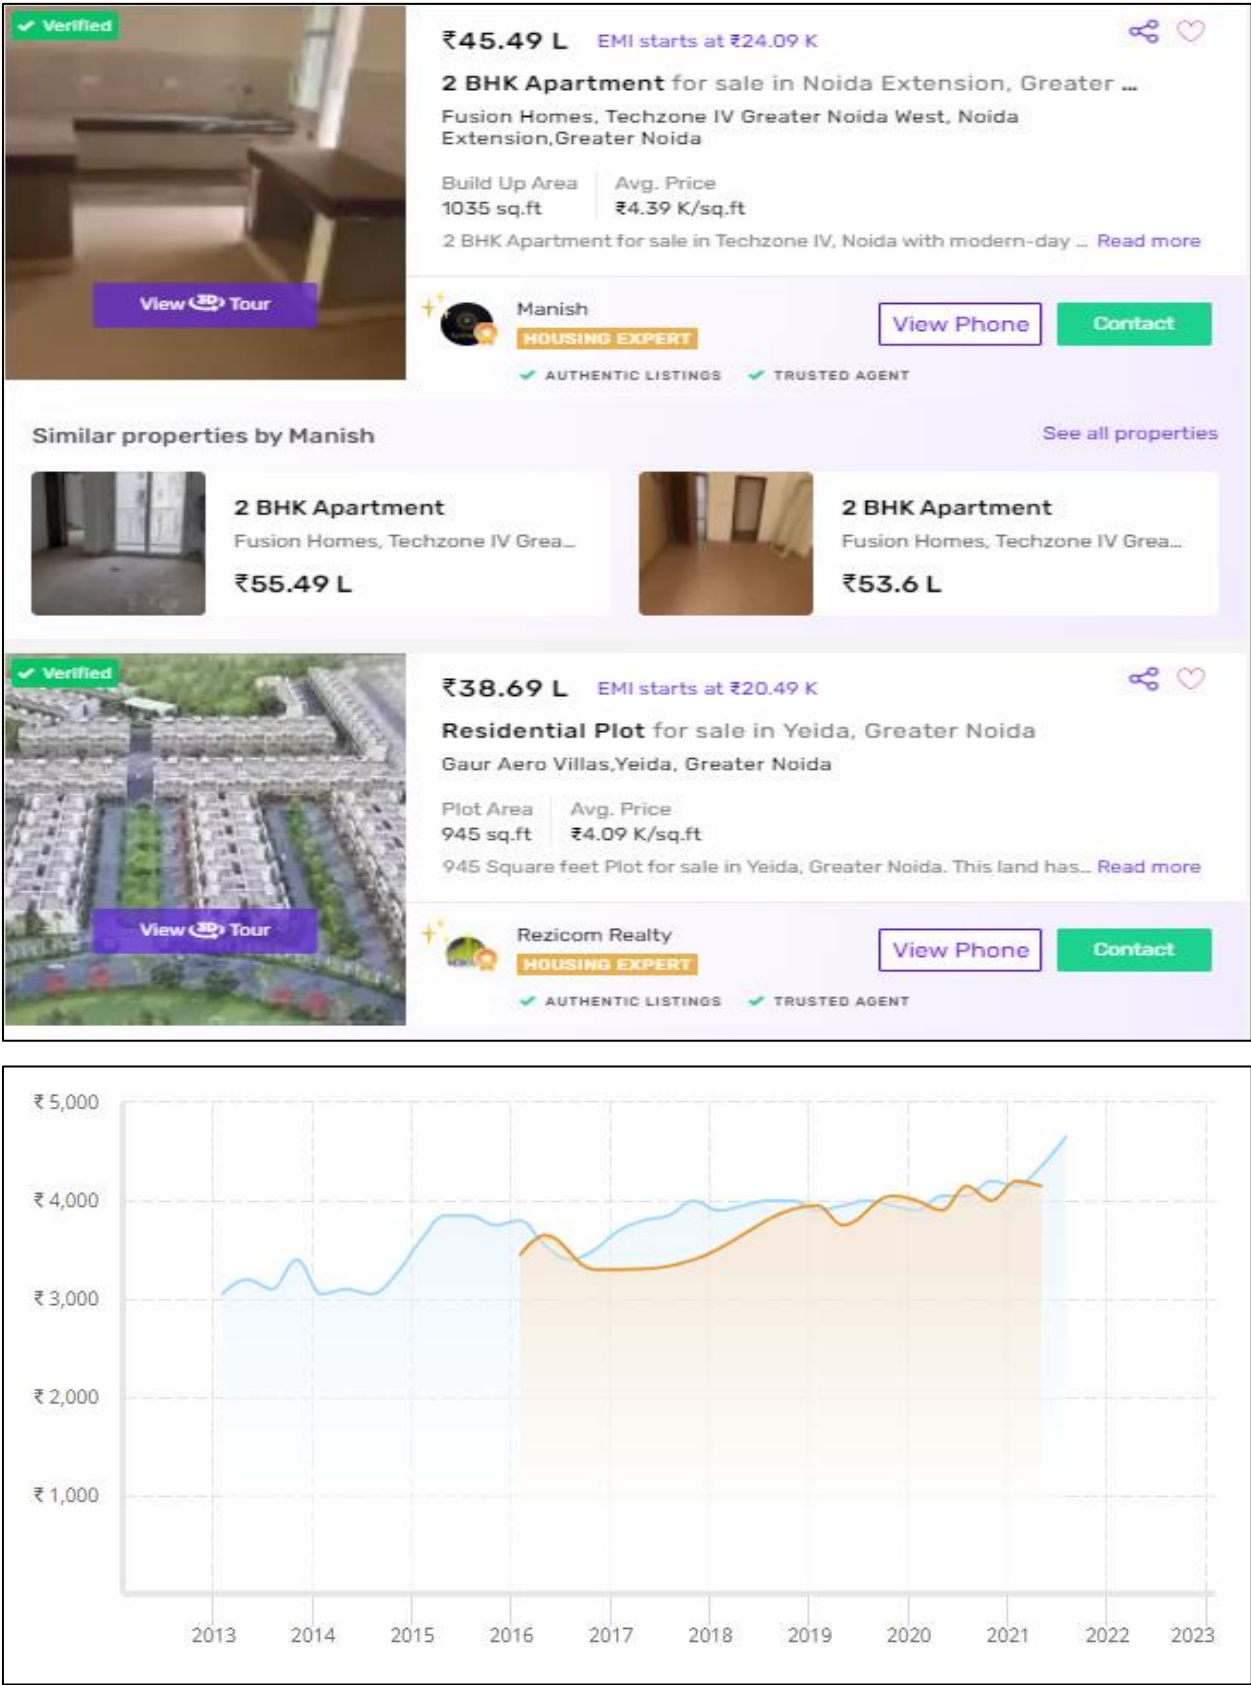 Verified
₹45.49 L EMI starts at ₹24.09 K
2 BHK Apartment for sale in Noida Extension, Greater ...
Fusion Homes, Techzone IV Greater Noida West, Noida
Extension,Greater Noida
Build Up Area Avg. Price
1035 sq.ft ₹4.39 K/sq.ft
2 BHK Apartment for sale in Techzone IV, Noida with modern-day ... Read more
View 3D Tour
Manish
HOUSING EXPERT
View Phone Contact
AUTHENTIC LISTINGS TRUSTED AGENT
Similar properties by Manish See all properties
2 BHK Apartment
Fusion Homes, Techzone IV Grea...
₹55.49 L
2 BHK Apartment
Fusion Homes, Techzone IV Grea...
₹53.6 L
Verified
₹38.69 L EMI starts at ₹20.49 K
Residential Plot for sale in Yeida, Greater Noida
Gaur Aero Villas,Yeida, Greater Noida
Plot Area Avg. Price
945 sq.ft ₹4.09 K/sq.ft
945 Square feet Plot for sale in Yeida, Greater Noida. This land has... Read more
View 3D Tour
Rezicom Realty
HOUSING EXPERT
View Phone Contact
AUTHENTIC LISTINGS TRUSTED AGENT
₹ 5,000
₹ 4,000
₹ 3,000
₹ 2,000
₹ 1,000
2013 2014 2015 2016 2017 2018 2019 2020 2021 2022 2023